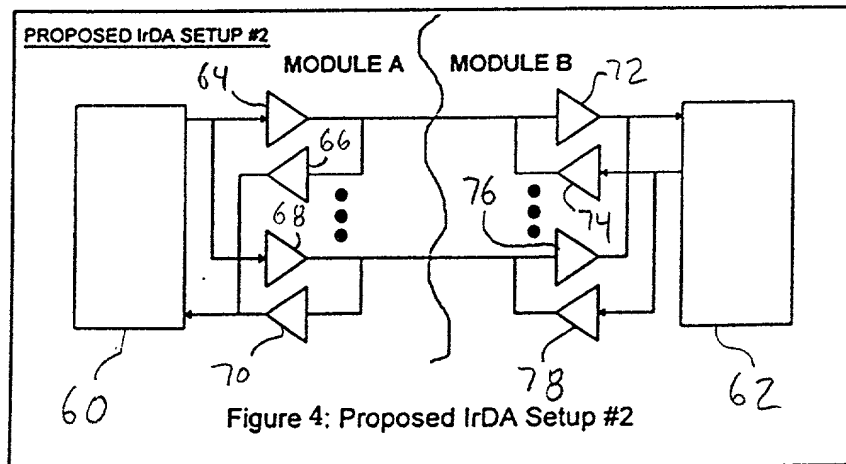 PROPOSED IrDA SETUP #2
MODULE A
MODULE B
64
72
66
74
68
76
70
78
60
62
Figure 4: Proposed IrDA Setup #2